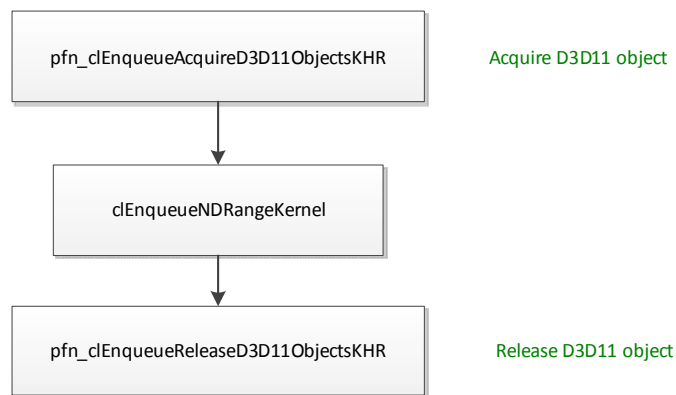 pfn_clEnqueueAcquireD3D11ObjectsKHR
Acquire D3D11 object
clEnqueueNDRangeKernel
pfn_clEnqueueReleaseD3D11ObjectsKHR
Release D3D11 object